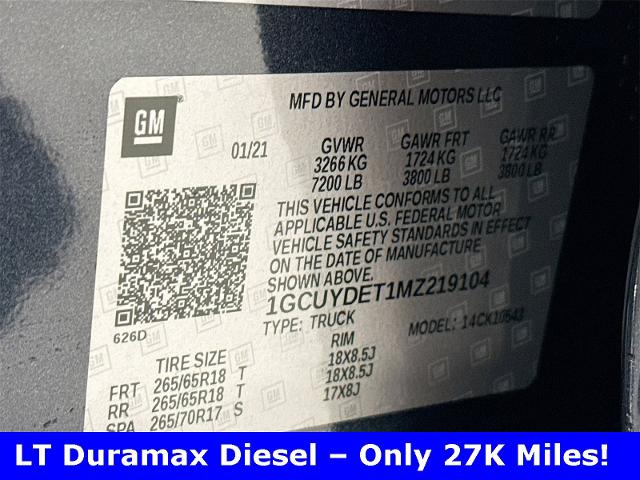 GM
MFD BY GENERAL MOTORS LLC
01/21
GVWR GAWR FRT GAWR RR
3266 KG 1724 KG 1724 KG
7200 LB 3800 LB 3800 LB
THIS VEHICLE CONFORMS TO ALL
APPLICABLE U.S. FEDERAL MOTOR
VEHICLE SAFETY STANDARDS IN EFFECT
ON THE DATE OF MANUFACTURE
SHOWN ABOVE.
1GCUYDET1MZ219104
626D
TYPE: TRUCK MODEL: 14CK10543
TIRE SIZE RIM
FRT 265/65R18 T 18X8.5J
RR 265/65R18 T 18X8.5J
SPA 265/70R17 S 17X8J
LT Duramax Diesel – Only 27K Miles!